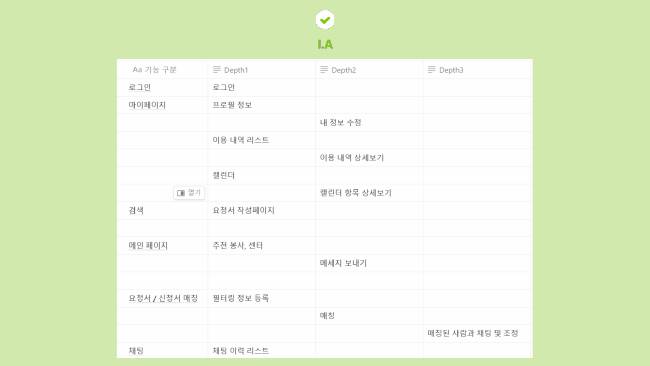 I.A
Aa 기능 구분 Depth1 Depth2 Depth3
로그인 로그인
마이페이지 프로필 정보
내 정보 수정
이용 내역 리스트
이용 내역 상세보기
캘린더
열기 캘린더 항목 상세보기
검색 요청서 작성페이지
메인 페이지 추천 봉사, 센타
메세지 보내기
요청서 / 신청서 매칭 필터링 정보 등록
매칭
매칭된 사람과 채팅 및 조정
채팅 채팅 이력 리스트